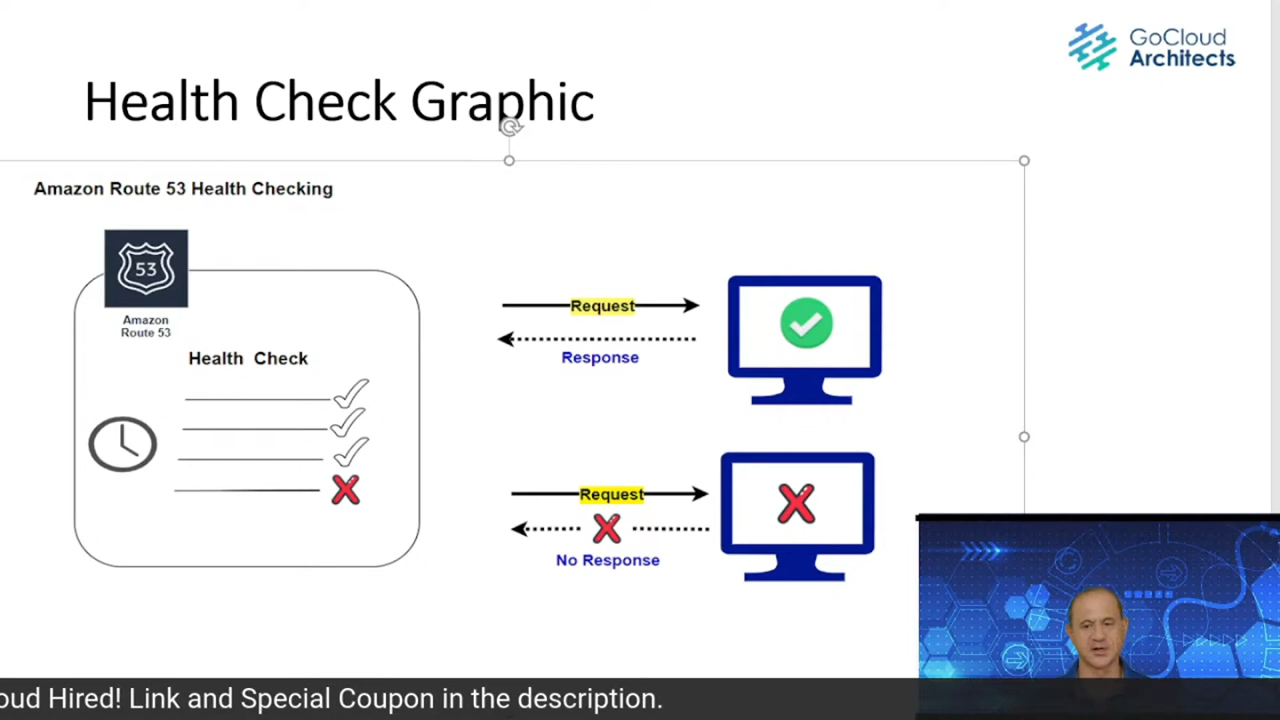 GoCloud
Architects
Health Check Graphic
Amazon Route 53 Health Checking
53
Amazon
Route 53
Health Check
Request
Response
Request
No Response
oud Hired! Link and Special Coupon in the description.